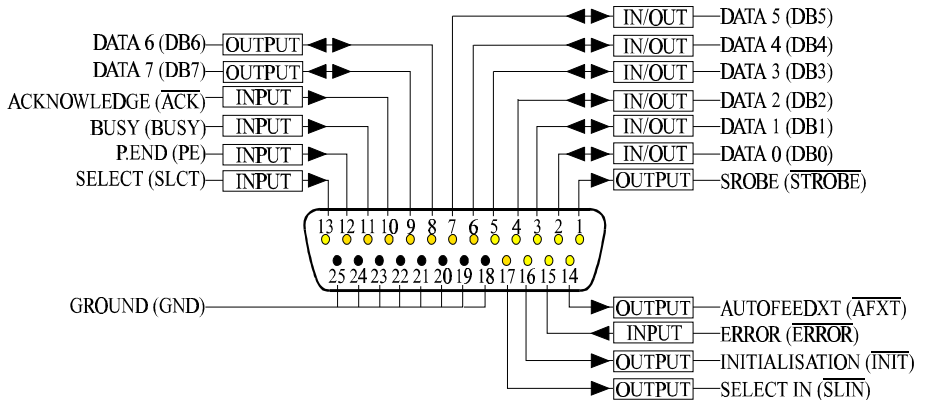 IN/OUT DATA 5 (DB5)
DATA 6 (DB6) OUTPUT IN/OUT DATA 4 (DB4)
DATA 7 (DB7) OUTPUT IN/OUT DATA 3 (DB3)
ACKNOWLEDGE (ACK) INPUT IN/OUT DATA 2 (DB2)
BUSY (BUSY) INPUT IN/OUT DATA 1 (DB1)
P.END (PE) INPUT IN/OUT DATA 0 (DB0)
SELECT (SLCT) INPUT OUTPUT SROBE (STROBE)
13 12 11 10 9 8 7 6 5 4 3 2 1
25 24 23 22 21 20 19 18 17 16 15 14
GROUND (GND) OUTPUT AUTOFEEDXT (AFXT)
INPUT ERROR (ERROR)
OUTPUT INITIALISATION (INIT)
OUTPUT SELECT IN (SLIN)